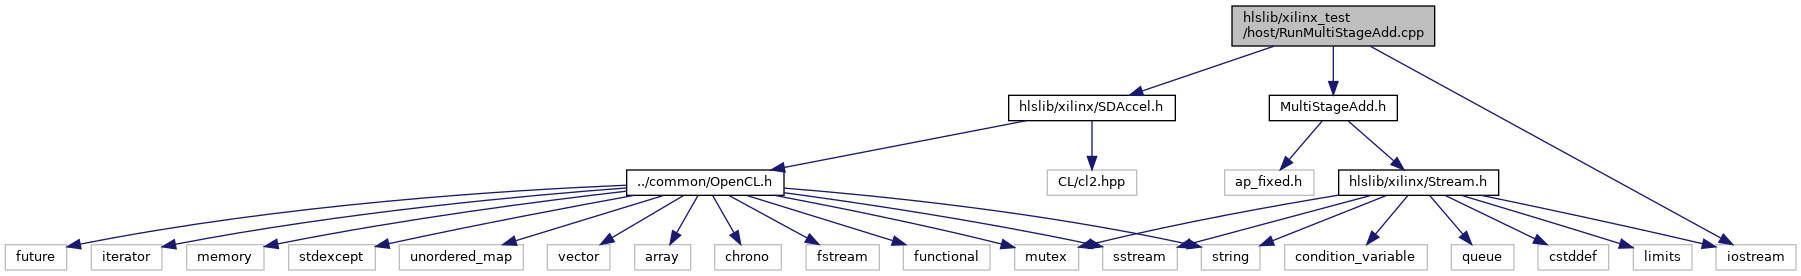 hlslib/xilinx_test
/host/RunMultiStageAdd.cpp
hlslib/xilinx/SDAccel.h
MultiStageAdd.h
../common/OpenCL.h
CL/cl2.hpp
ap_fixed.h
hlslib/xilinx/Stream.h
future
iterator
memory
stdexcept
unordered_map
vector
array
chrono
fstream
functional
mutex
sstream
string
condition_variable
queue
cstddef
limits
iostream